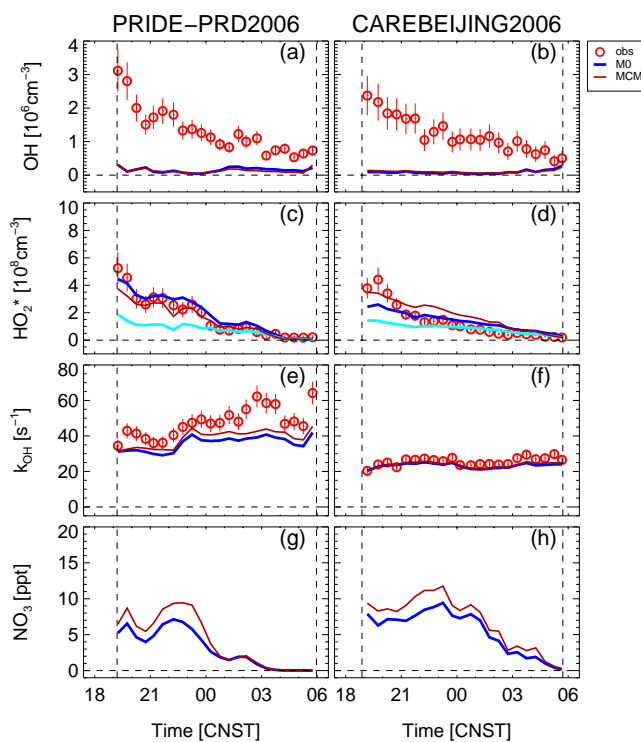 PRIDE−PRD2006
CAREBEIJING2006
obs
M0
MCM
(a)
(b)
OH [10⁶cm⁻³]
4
3
2
1
0
(c)
(d)
HO₂* [10⁸cm⁻³]
10
8
6
4
2
0
(e)
(f)
k_OH [s⁻¹]
80
60
40
20
0
(g)
(h)
NO₃ [ppt]
20
15
10
5
0
18 21 00 03 06
18 21 00 03 06
Time [CNST]
Time [CNST]